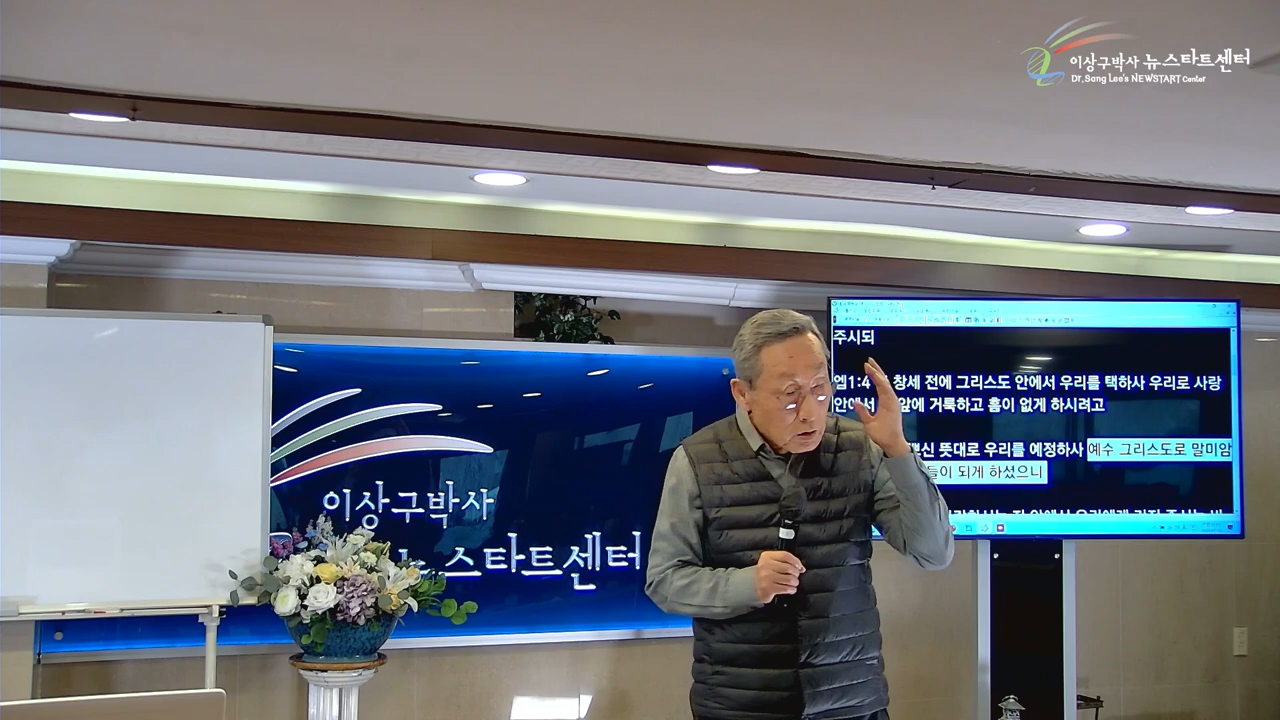 이상구박사 뉴스타트센터
Dr. Sang Lee's NEWSTART Center
주시되
엡1:4 창세 전에 그리스도 안에서 우리를 택하사 우리로 사랑
안에서 앞에 거룩하고 흠이 없게 하시려고
뜻대로 우리를 예정하사 예수 그리스도로 말미암
들이 되게 하셨으니
이상구박사
뉴스타트센터